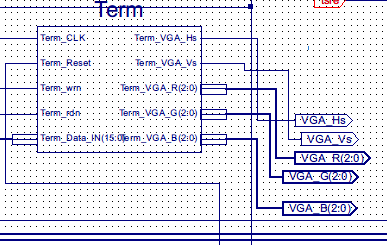 Term
Term_CLK
Term_VGA_Hs
Term_Reset
Term_VGA_Vs
Term_wrn
Term_VGA_R(2:0)
Term_rdn
Term_VGA_G(2:0)
Term_Data_IN(15:0)
Term_VGA_B(2:0)
VGA_Hs
VGA_Vs
VGA_R(2:0)
VGA_G(2:0)
VGA_B(2:0)